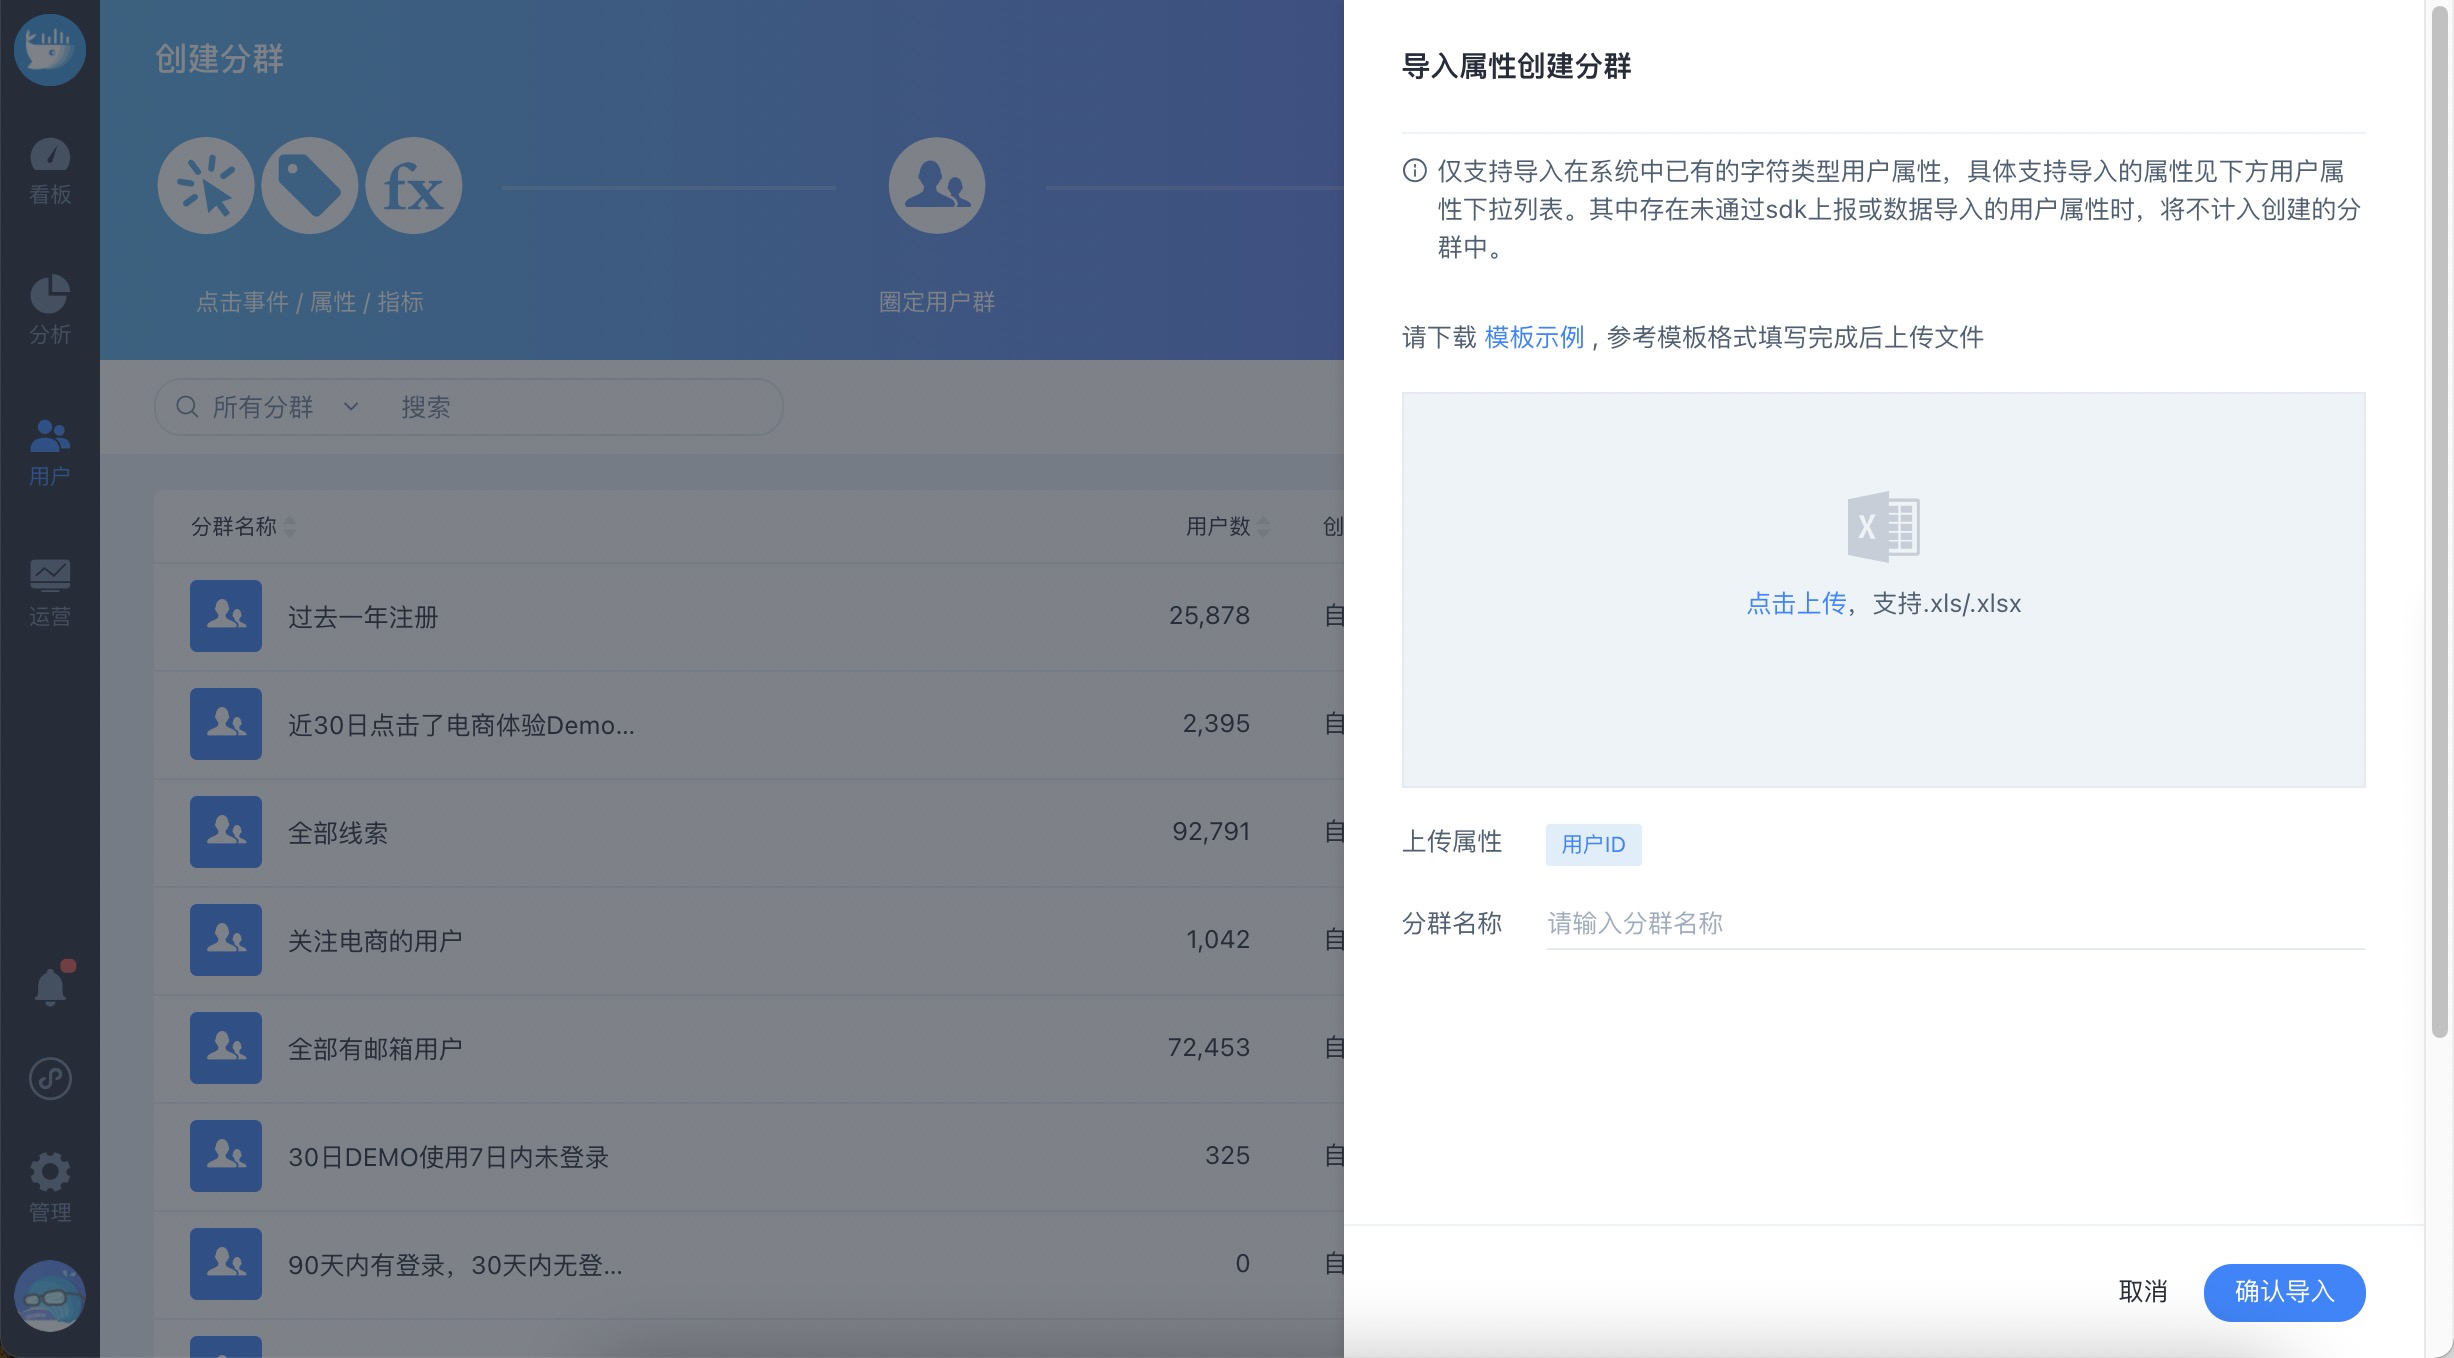 创建分群
点击事件 / 属性 / 指标
圈定用户群
看板
分析
用户
运营
管理
所有分群
搜索
分群名称
用户数
创
过去一年注册
25,878
自
近30日点击了电商体验Demo...
2,395
自
全部线索
92,791
自
关注电商的用户
1,042
自
全部有邮箱用户
72,453
自
30日DEMO使用7日内未登录
325
自
90天内有登录，30天内无登...
0
自
导入属性创建分群
仅支持导入在系统中已有的字符类型用户属性，具体支持导入的属性见下方用户属
性下拉列表。其中存在未通过sdk上报或数据导入的用户属性时，将不计入创建的分
群中。
请下载 模板示例 , 参考模板格式填写完成后上传文件
X
点击上传，支持.xls/.xlsx
上传属性
用户ID
分群名称
请输入分群名称
取消
确认导入
fx